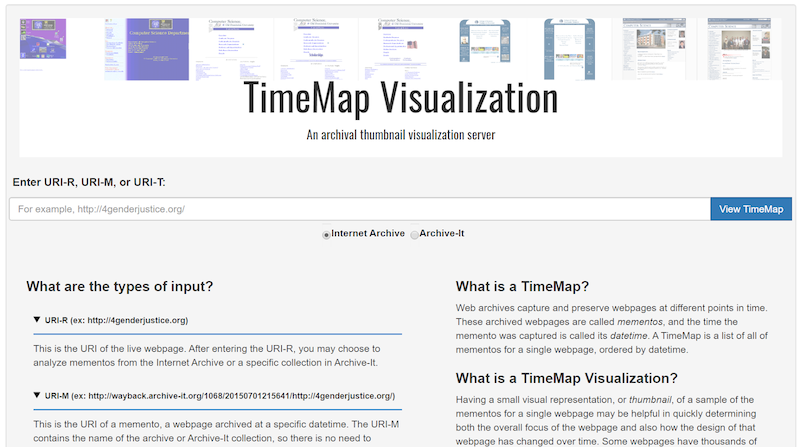 Computer Science Department
TimeMap Visualization
An archival thumbnail visualization server
Enter URI-R, URI-M, or URI-T:
For example, http://4genderjustice.org/
View TimeMap
Internet Archive
Archive-It
What are the types of input?
URI-R (ex: http://4genderjustice.org)
This is the URI of the live webpage. After entering the URI-R, you may choose to
analyze mementos from the Internet Archive or a specific collection in Archive-It.
URI-M (ex: http://wayback.archive-it.org/1068/20150701215641/http://4genderjustice.org/)
This is the URI of a memento, a webpage archived at a specific datetime. The URI-M
contains the name of the archive or Archive-It collection, so there is no need to
What is a TimeMap?
Web archives capture and preserve webpages at different points in time.
These archived webpages are called mementos, and the time the
memento was captured is called its datetime. A TimeMap is a list of all of
the mementos for a single webpage, ordered by datetime.
What is a TimeMap Visualization?
Having a small visual representation, or thumbnail, of a sample of the
mementos for a single webpage may be helpful in quickly determining
both the overall focus of the webpage and also how the design of that
webpage has changed over time. Some webpages have thousands of